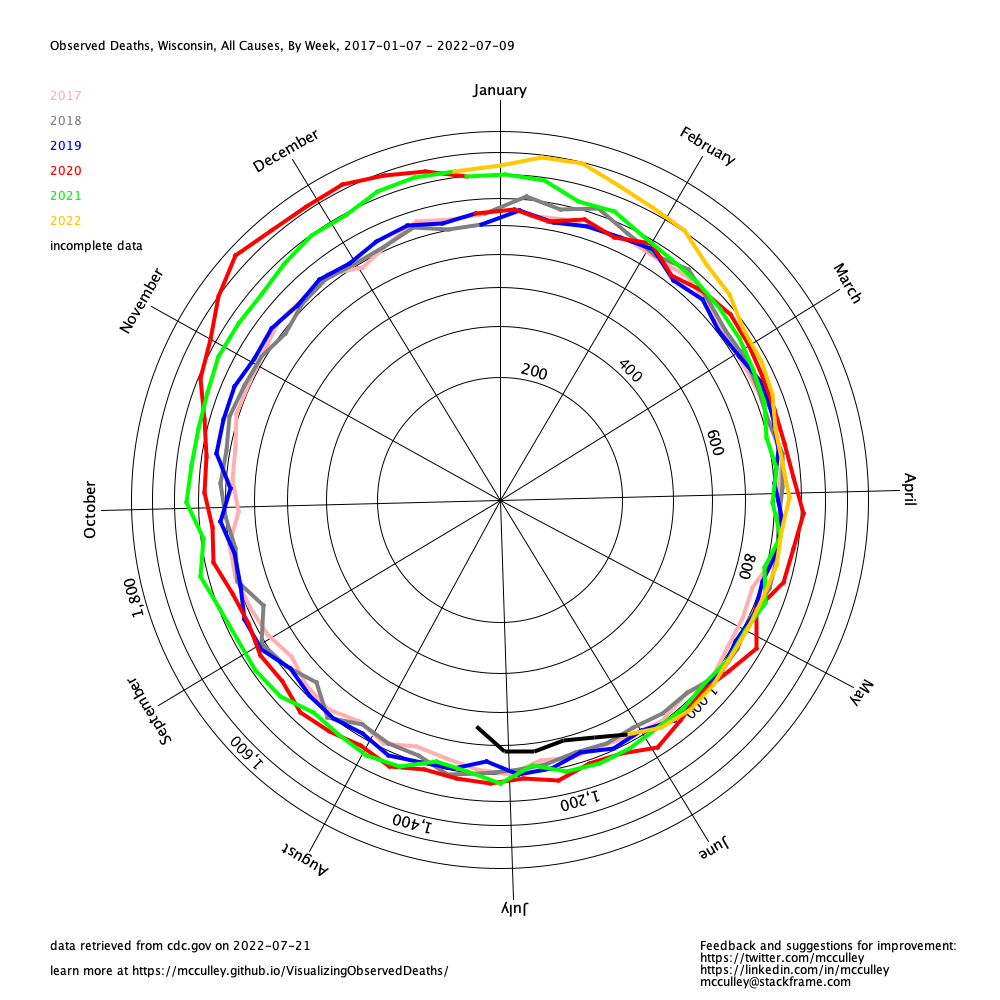 Observed Deaths, Wisconsin, All Causes, By Week, 2017-01-07 - 2022-07-09
2017
2018
2019
2020
2021
2022
incomplete data
January
February
March
April
May
June
July
August
September
October
November
December
200
400
600
800
1,000
1,200
1,400
1,600
1,800
data retrieved from cdc.gov on 2022-07-21
learn more at https://mcculley.github.io/VisualizingObservedDeaths/
Feedback and suggestions for improvement:
https://twitter.com/mcculley
https://linkedin.com/in/mcculley
mcculley@stackframe.com